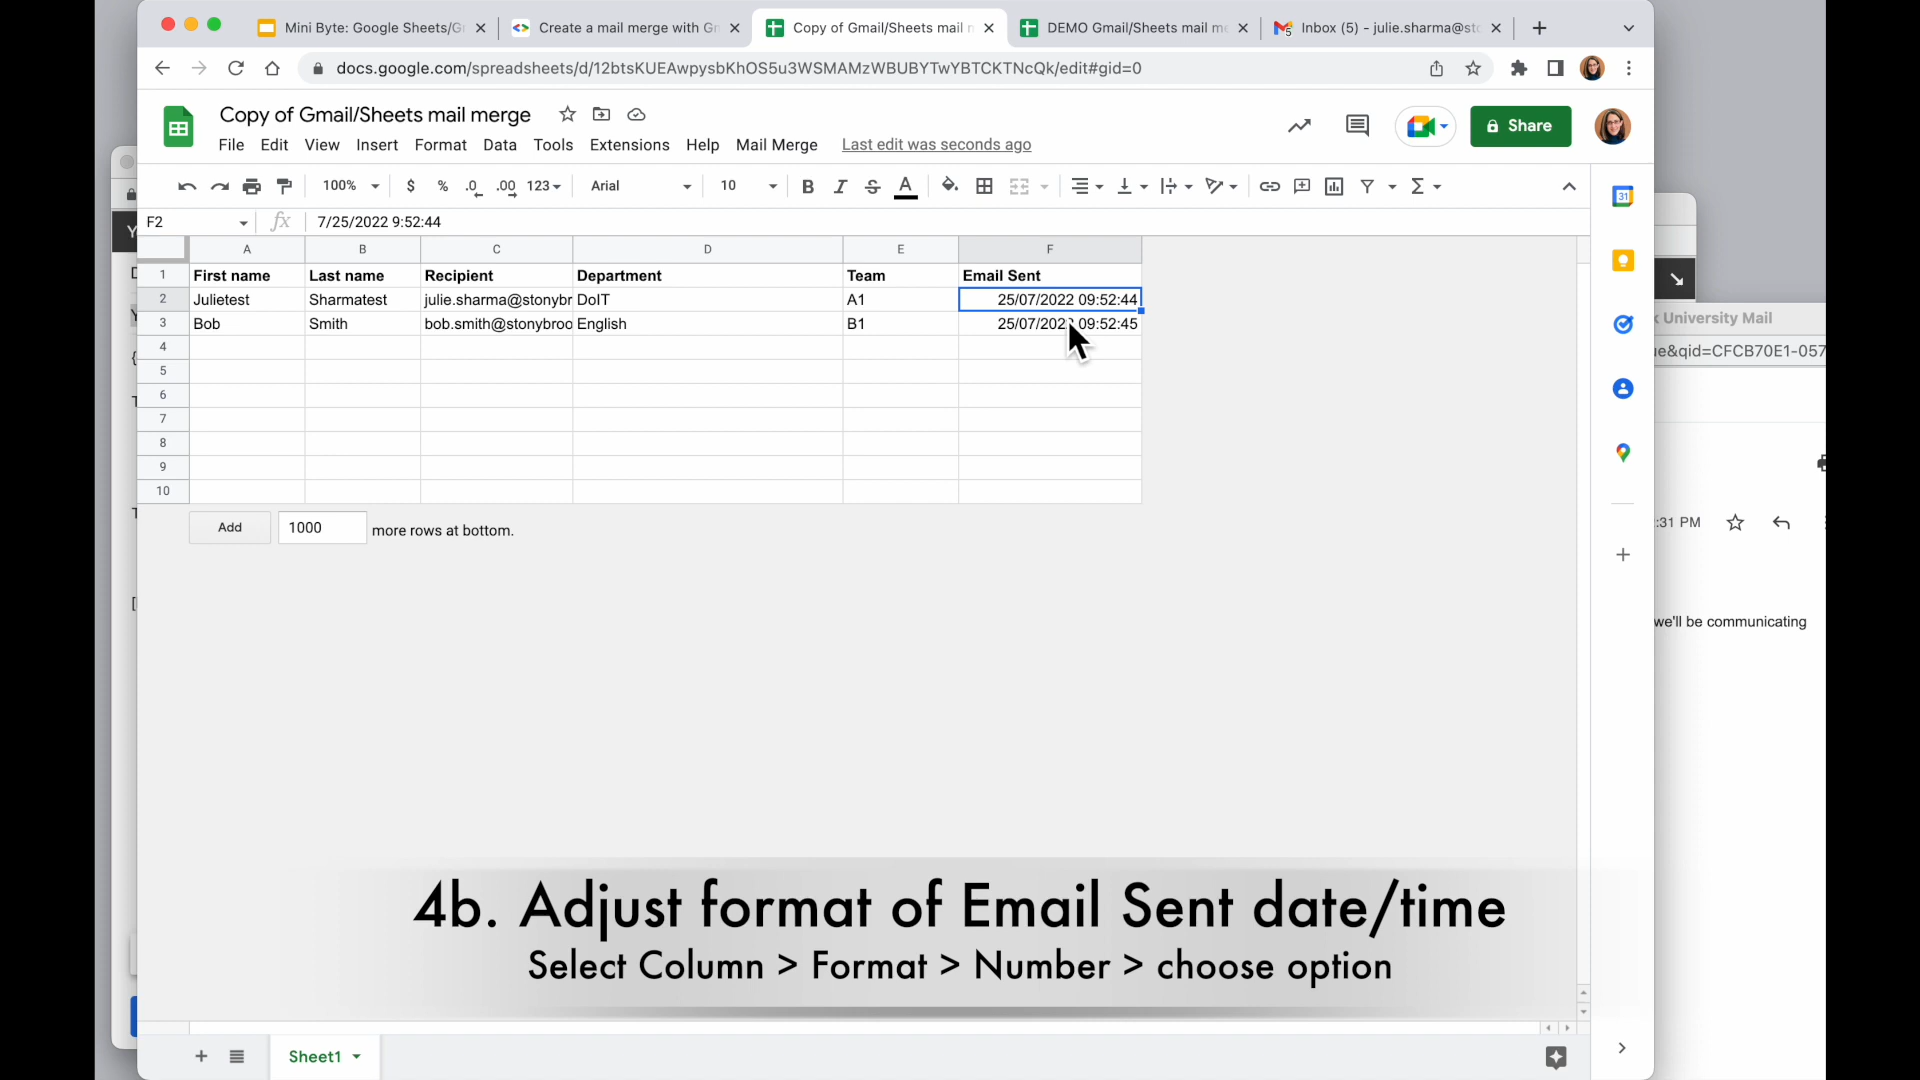 Mini Byte: Google Sheets/G
Create a mail merge with Gm
Copy of Gmail/Sheets mail m
DEMO Gmail/Sheets mail me
Inbox (5) - julie.sharma@sto
docs.google.com/spreadsheets/d/12btsKUEAwpysbKhOS5u3WSMAMzWBUBYTwYBTCKTNcQk/edit#gid=0
Copy of Gmail/Sheets mail merge
Share
File Edit View Insert Format Data Tools Extensions Help Mail Merge Last edit was seconds ago
100% $ % .0 .00 123 Arial 10 B I S A Σ
F2 fx 7/25/2022 9:52:44
A B C D E F
1 First name Last name Recipient Department Team Email Sent
2 Julietest Sharmatest julie.sharma@stonybr DoIT A1 25/07/2022 09:52:44
3 Bob Smith bob.smith@stonybroo English B1 25/07/2022 09:52:45
4
5
6
7
8
9
10
Add 1000 more rows at bottom.
k University Mail
ue&qid=CFCB70E1-057
:31 PM
we'll be communicating
4b. Adjust format of Email Sent date/time
Select Column > Format > Number > choose option
Sheet1
31